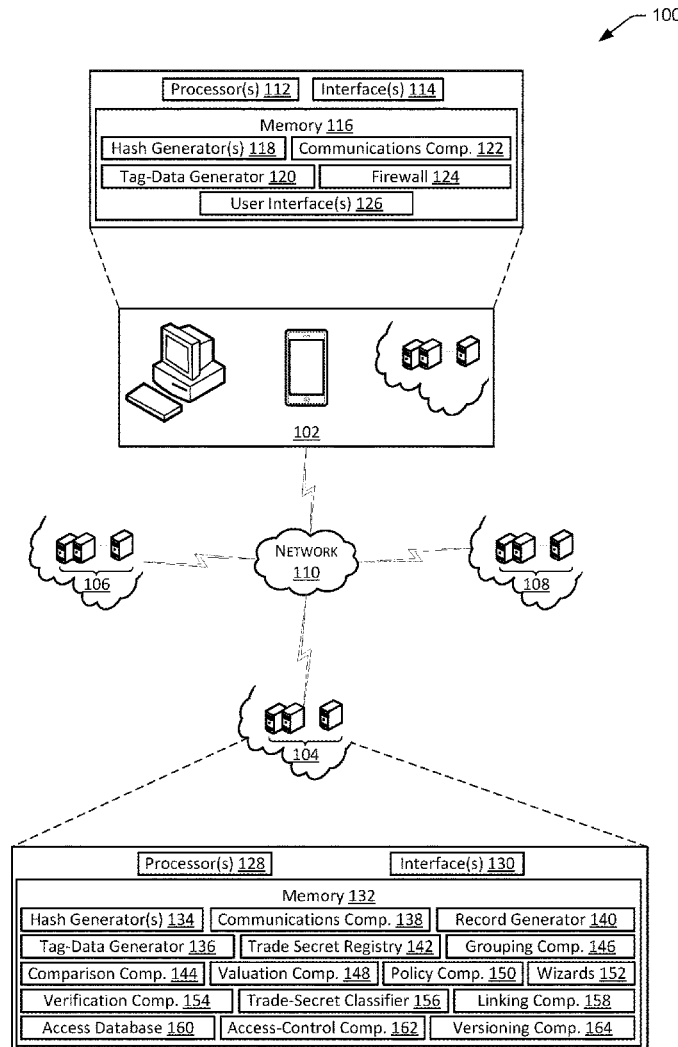 100
Processor(s) 112 Interface(s) 114
Memory 116
Hash Generator(s) 118 Communications Comp. 122
Tag-Data Generator 120 Firewall 124
User Interface(s) 126
102
106
NETWORK
110
108
104
Processor(s) 128 Interface(s) 130
Memory 132
Hash Generator(s) 134 Communications Comp. 138 Record Generator 140
Tag-Data Generator 136 Trade Secret Registry 142 Grouping Comp. 146
Comparison Comp. 144 Valuation Comp. 148 Policy Comp. 150 Wizards 152
Verification Comp. 154 Trade-Secret Classifier 156 Linking Comp. 158
Access Database 160 Access-Control Comp. 162 Versioning Comp. 164